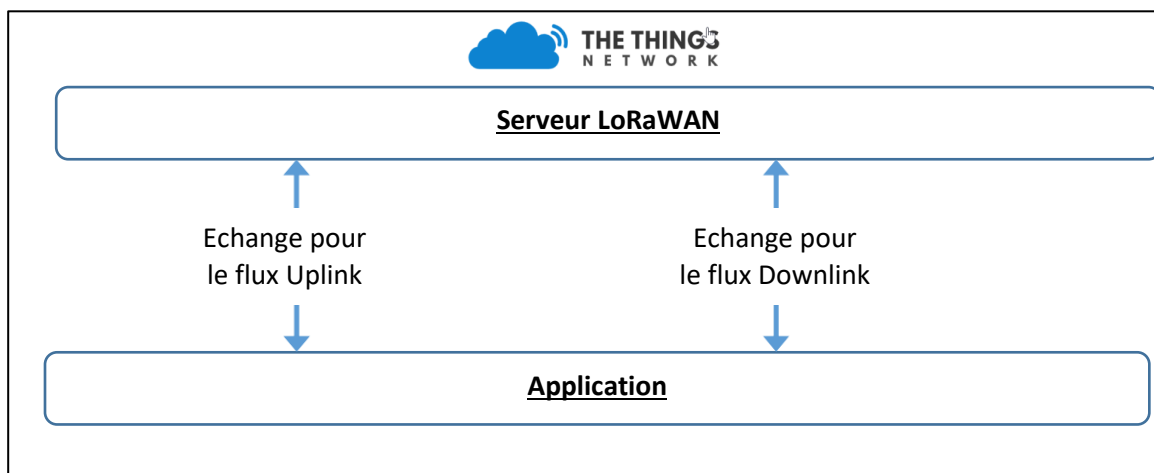 THE THINGS
NETWORK
Serveur LoRaWAN
Echange pour
le flux Uplink
Echange pour
le flux Downlink
Application